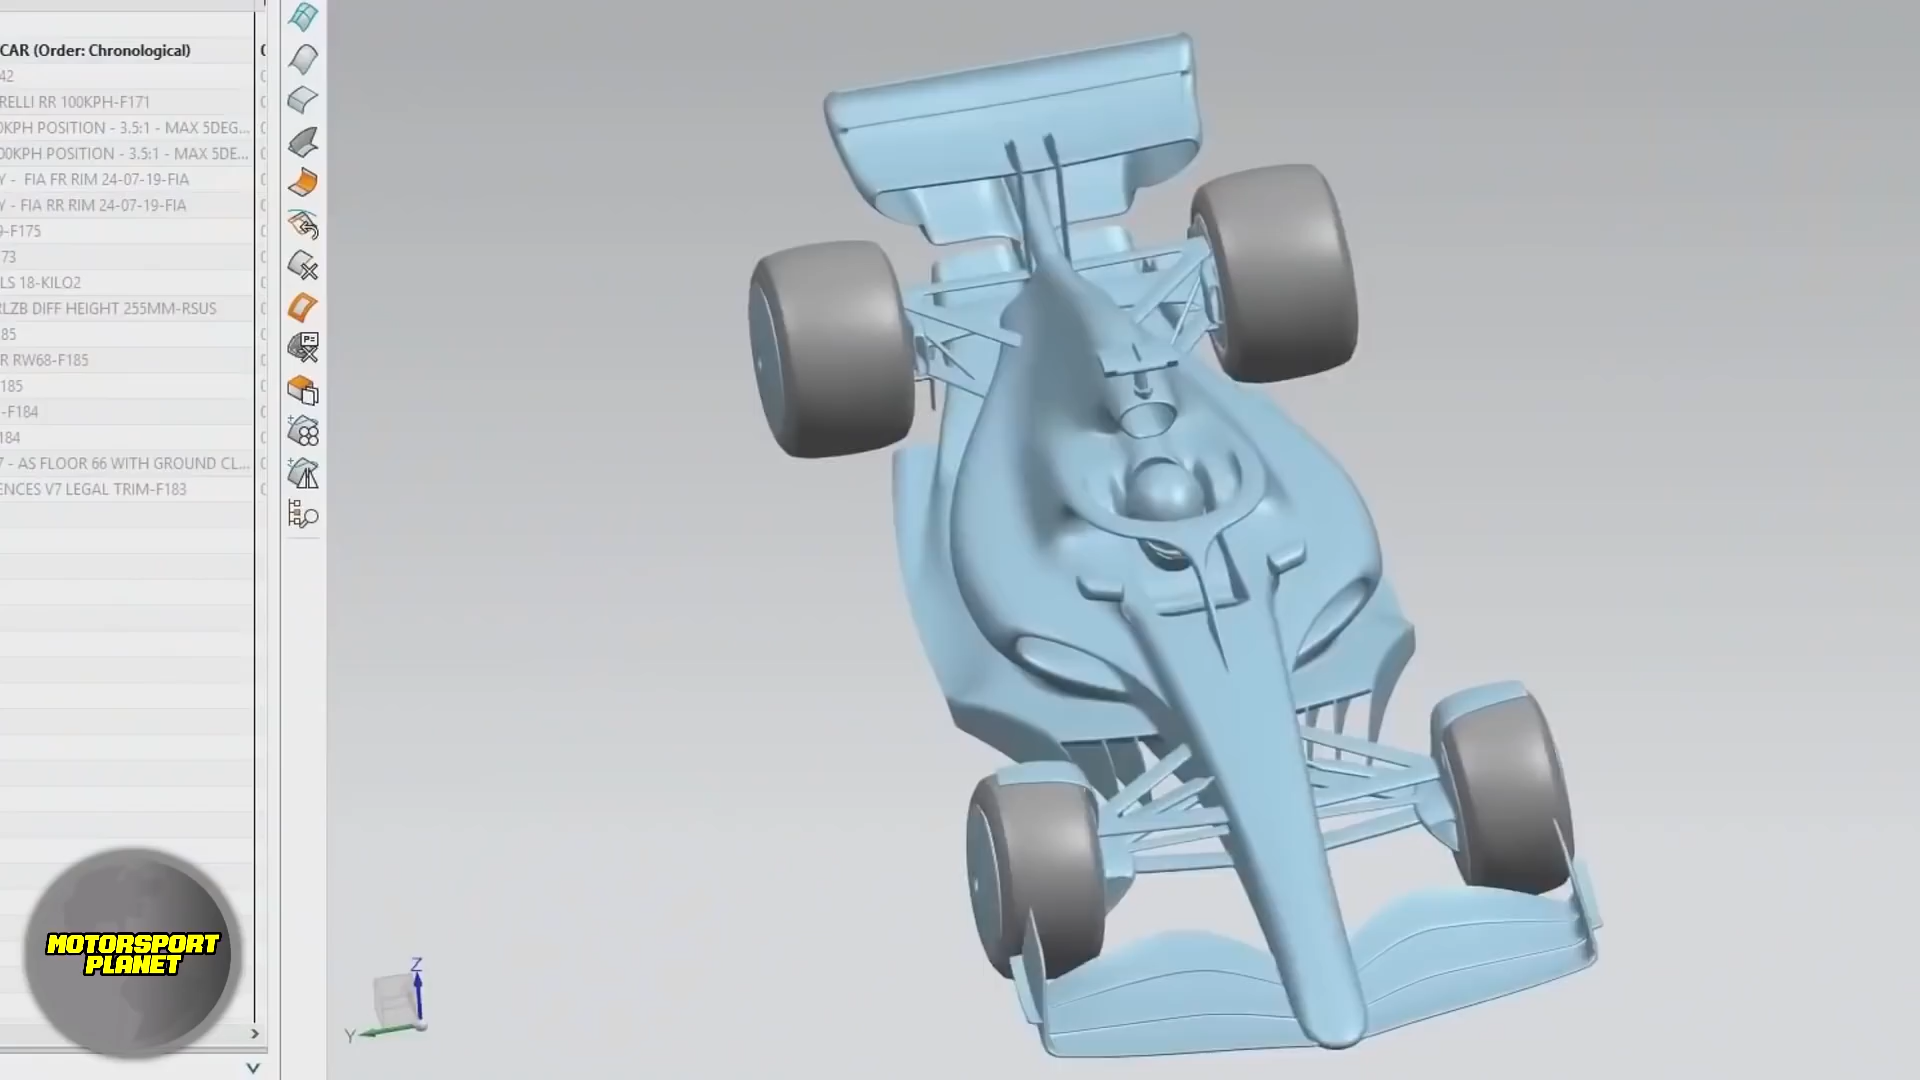 CAR (Order: Chronological)
42
RELLI RR 100KPH-F171
0KPH POSITION - 3.5:1 - MAX 5DEG...
00KPH POSITION - 3.5:1 - MAX 5DE...
Y - FIA FR RIM 24-07-19-FIA
Y - FIA RR RIM 24-07-19-FIA
9-F175
73
LS 18-KILO2
RLZB DIFF HEIGHT 255MM-RSUS
85
R RW68-F185
185
-F184
184
7 - AS FLOOR 66 WITH GROUND CL...
ENCES V7 LEGAL TRIM-F183
P=
MOTORSPORT
PLANET
Z
Y